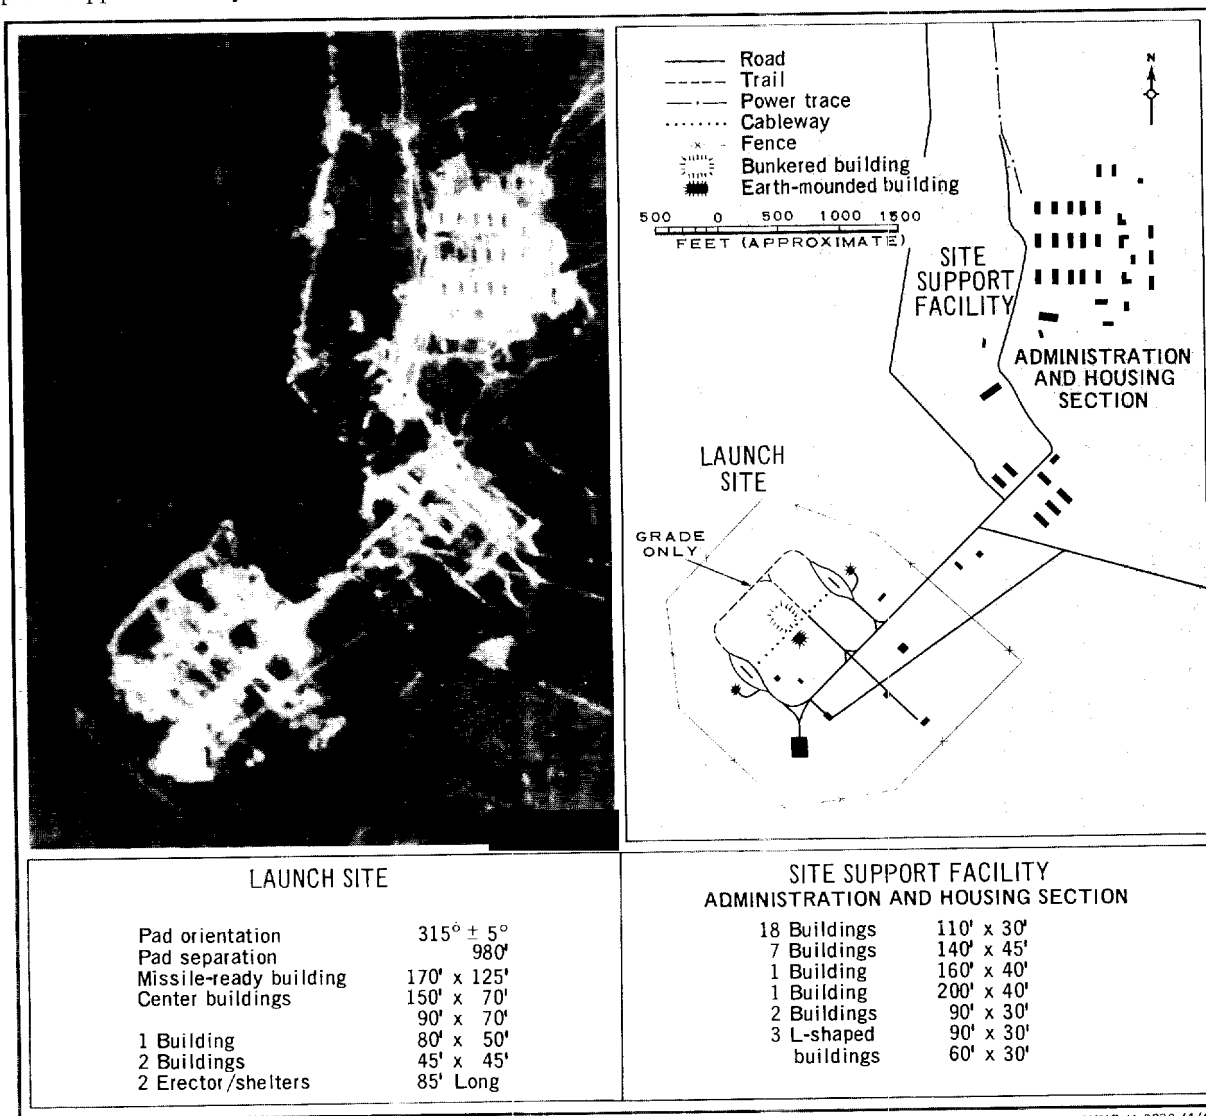 Road
Trail
Power trace
Cableway
Fence
Bunkered building
Earth-mounded building
N
500 0 500 1000 1500
FEET (APPROXIMATE)
SITE
SUPPORT
FACILITY
ADMINISTRATION
AND HOUSING
SECTION
LAUNCH
SITE
GRADE
ONLY
LAUNCH SITE
Pad orientation 315° ± 5°
Pad separation 980'
Missile-ready building 170' x 125'
Center buildings 150' x 70'
90' x 70'
1 Building 80' x 50'
2 Buildings 45' x 45'
2 Erector/shelters 85' Long
SITE SUPPORT FACILITY
ADMINISTRATION AND HOUSING SECTION
18 Buildings 110' x 30'
7 Buildings 140' x 45'
1 Building 160' x 40'
1 Building 200' x 40'
2 Buildings 90' x 30'
3 L-shaped 90' x 30'
buildings 60' x 30'